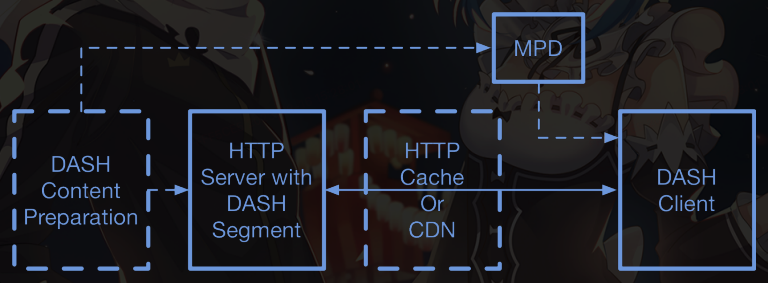 MPD
DASH
Content
Preparation
HTTP
Server with
DASH
Segment
HTTP
Cache
Or
CDN
DASH
Client